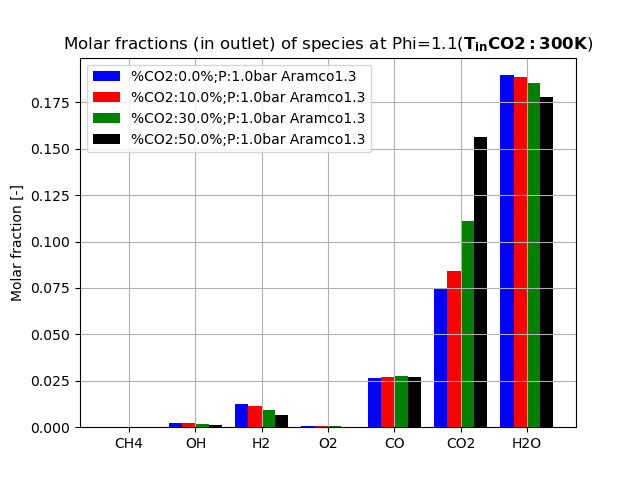 Molar fractions (in outlet) of species at Phi=1.1(TinCO2 : 300K)
%CO2:0.0%;P:1.0bar Aramco1.3
%CO2:10.0%;P:1.0bar Aramco1.3
%CO2:30.0%;P:1.0bar Aramco1.3
%CO2:50.0%;P:1.0bar Aramco1.3
Molar fraction [-]
0.175
0.150
0.125
0.100
0.075
0.050
0.025
0.000
CH4 OH H2 O2 CO CO2 H2O